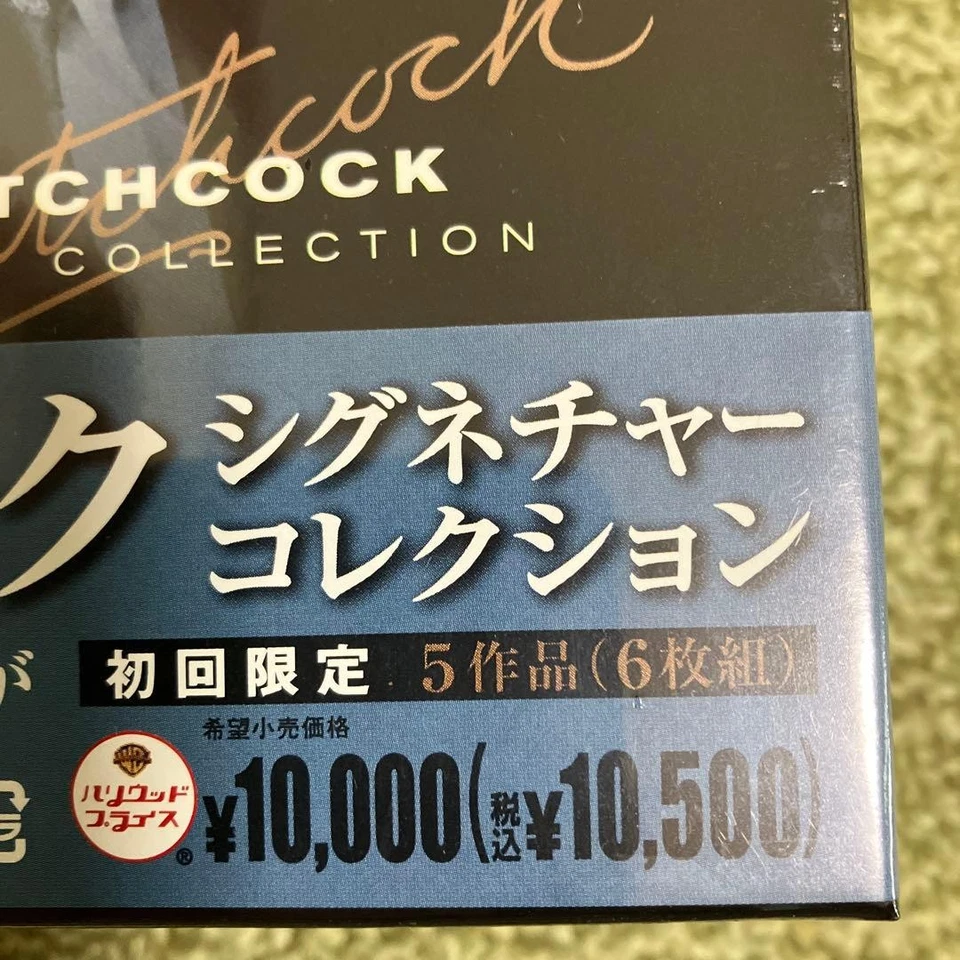 tchcock
TCHCOCK
COLLECTION
ク
シグネチャー
コレクション
が
初回限定 5作品(6枚組)
希望小売価格
ハリウッド
プライス
®
¥10,000(税込¥10,500)